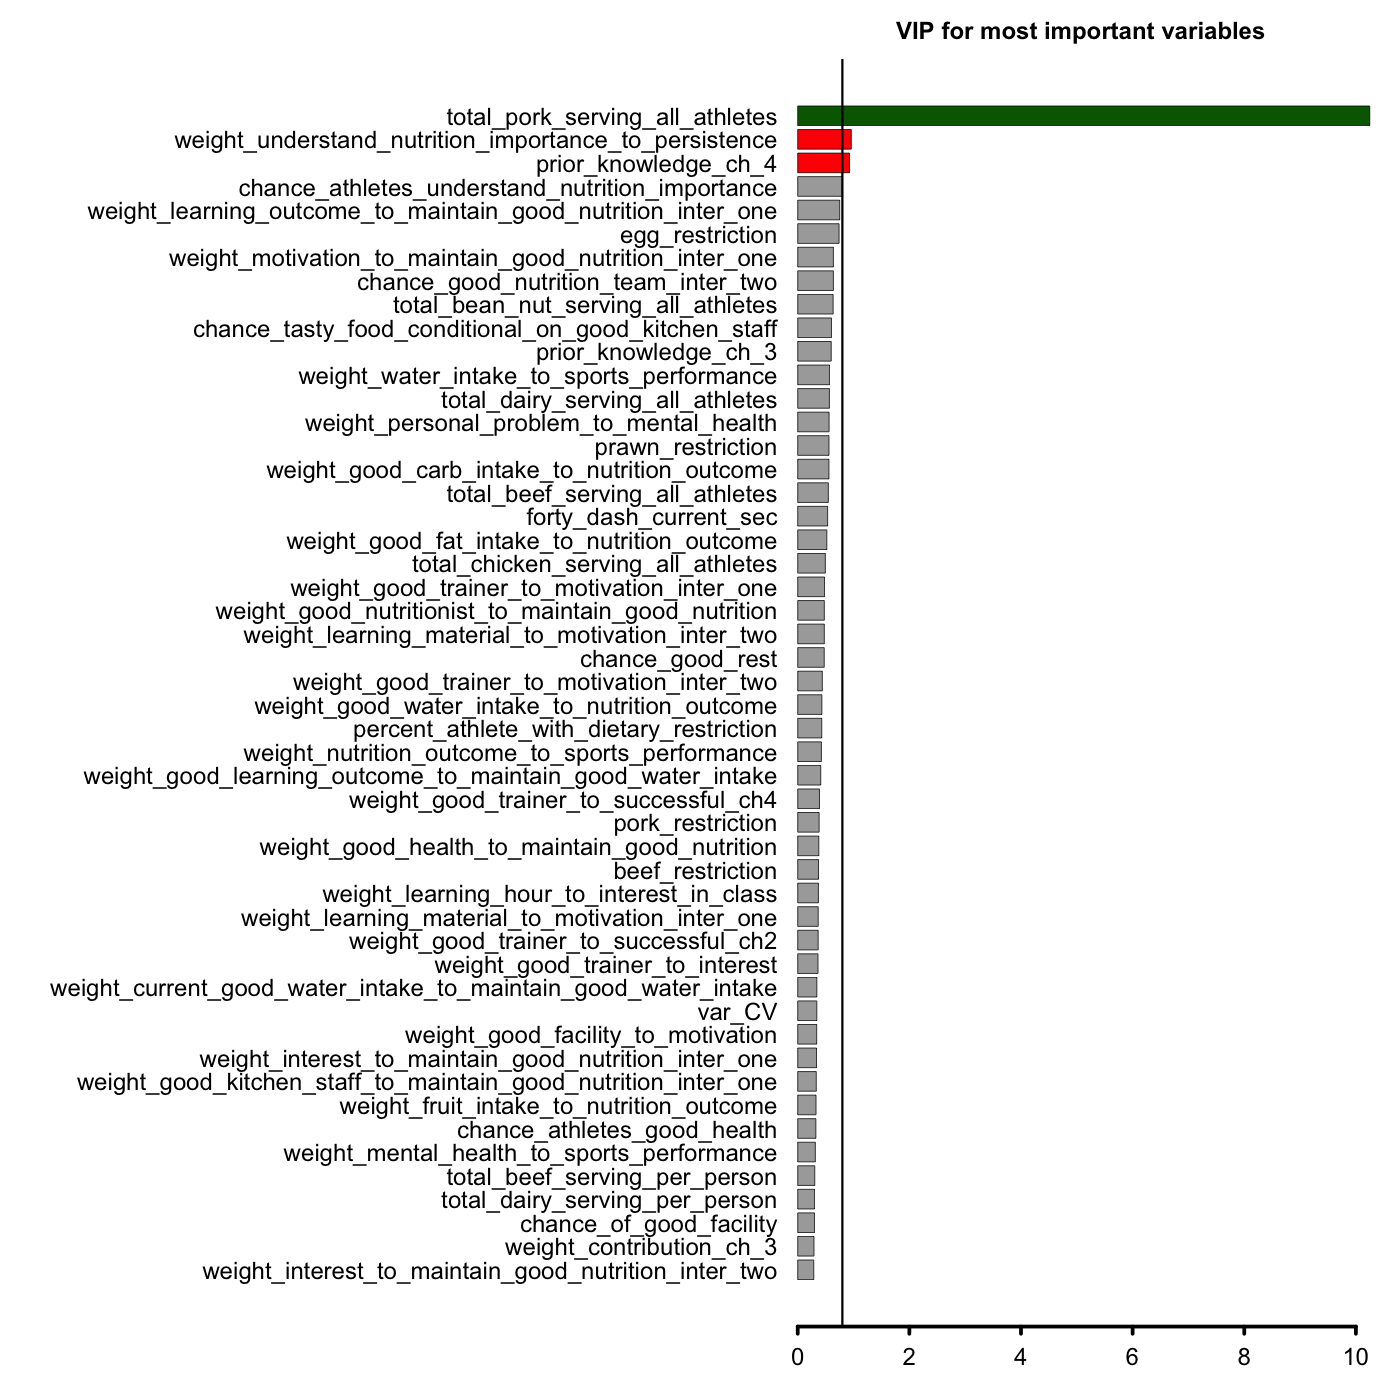 VIP for most important variables
total_pork_serving_all_athletes
weight_understand_nutrition_importance_to_persistence
prior_knowledge_ch_4
chance_athletes_understand_nutrition_importance
weight_learning_outcome_to_maintain_good_nutrition_inter_one
egg_restriction
weight_motivation_to_maintain_good_nutrition_inter_one
chance_good_nutrition_team_inter_two
total_bean_nut_serving_all_athletes
chance_tasty_food_conditional_on_good_kitchen_staff
prior_knowledge_ch_3
weight_water_intake_to_sports_performance
total_dairy_serving_all_athletes
weight_personal_problem_to_mental_health
prawn_restriction
weight_good_carb_intake_to_nutrition_outcome
total_beef_serving_all_athletes
forty_dash_current_sec
weight_good_fat_intake_to_nutrition_outcome
total_chicken_serving_all_athletes
weight_good_trainer_to_motivation_inter_one
weight_good_nutritionist_to_maintain_good_nutrition
weight_learning_material_to_motivation_inter_two
chance_good_rest
weight_good_trainer_to_motivation_inter_two
weight_good_water_intake_to_nutrition_outcome
percent_athlete_with_dietary_restriction
weight_nutrition_outcome_to_sports_performance
weight_good_learning_outcome_to_maintain_good_water_intake
weight_good_trainer_to_successful_ch4
pork_restriction
weight_good_health_to_maintain_good_nutrition
beef_restriction
weight_learning_hour_to_interest_in_class
weight_learning_material_to_motivation_inter_one
weight_good_trainer_to_successful_ch2
weight_good_trainer_to_interest
weight_current_good_water_intake_to_maintain_good_water_intake
var_CV
weight_good_facility_to_motivation
weight_interest_to_maintain_good_nutrition_inter_one
weight_good_kitchen_staff_to_maintain_good_nutrition_inter_one
weight_fruit_intake_to_nutrition_outcome
chance_athletes_good_health
weight_mental_health_to_sports_performance
total_beef_serving_per_person
total_dairy_serving_per_person
chance_of_good_facility
weight_contribution_ch_3
weight_interest_to_maintain_good_nutrition_inter_two
0 2 4 6 8 10